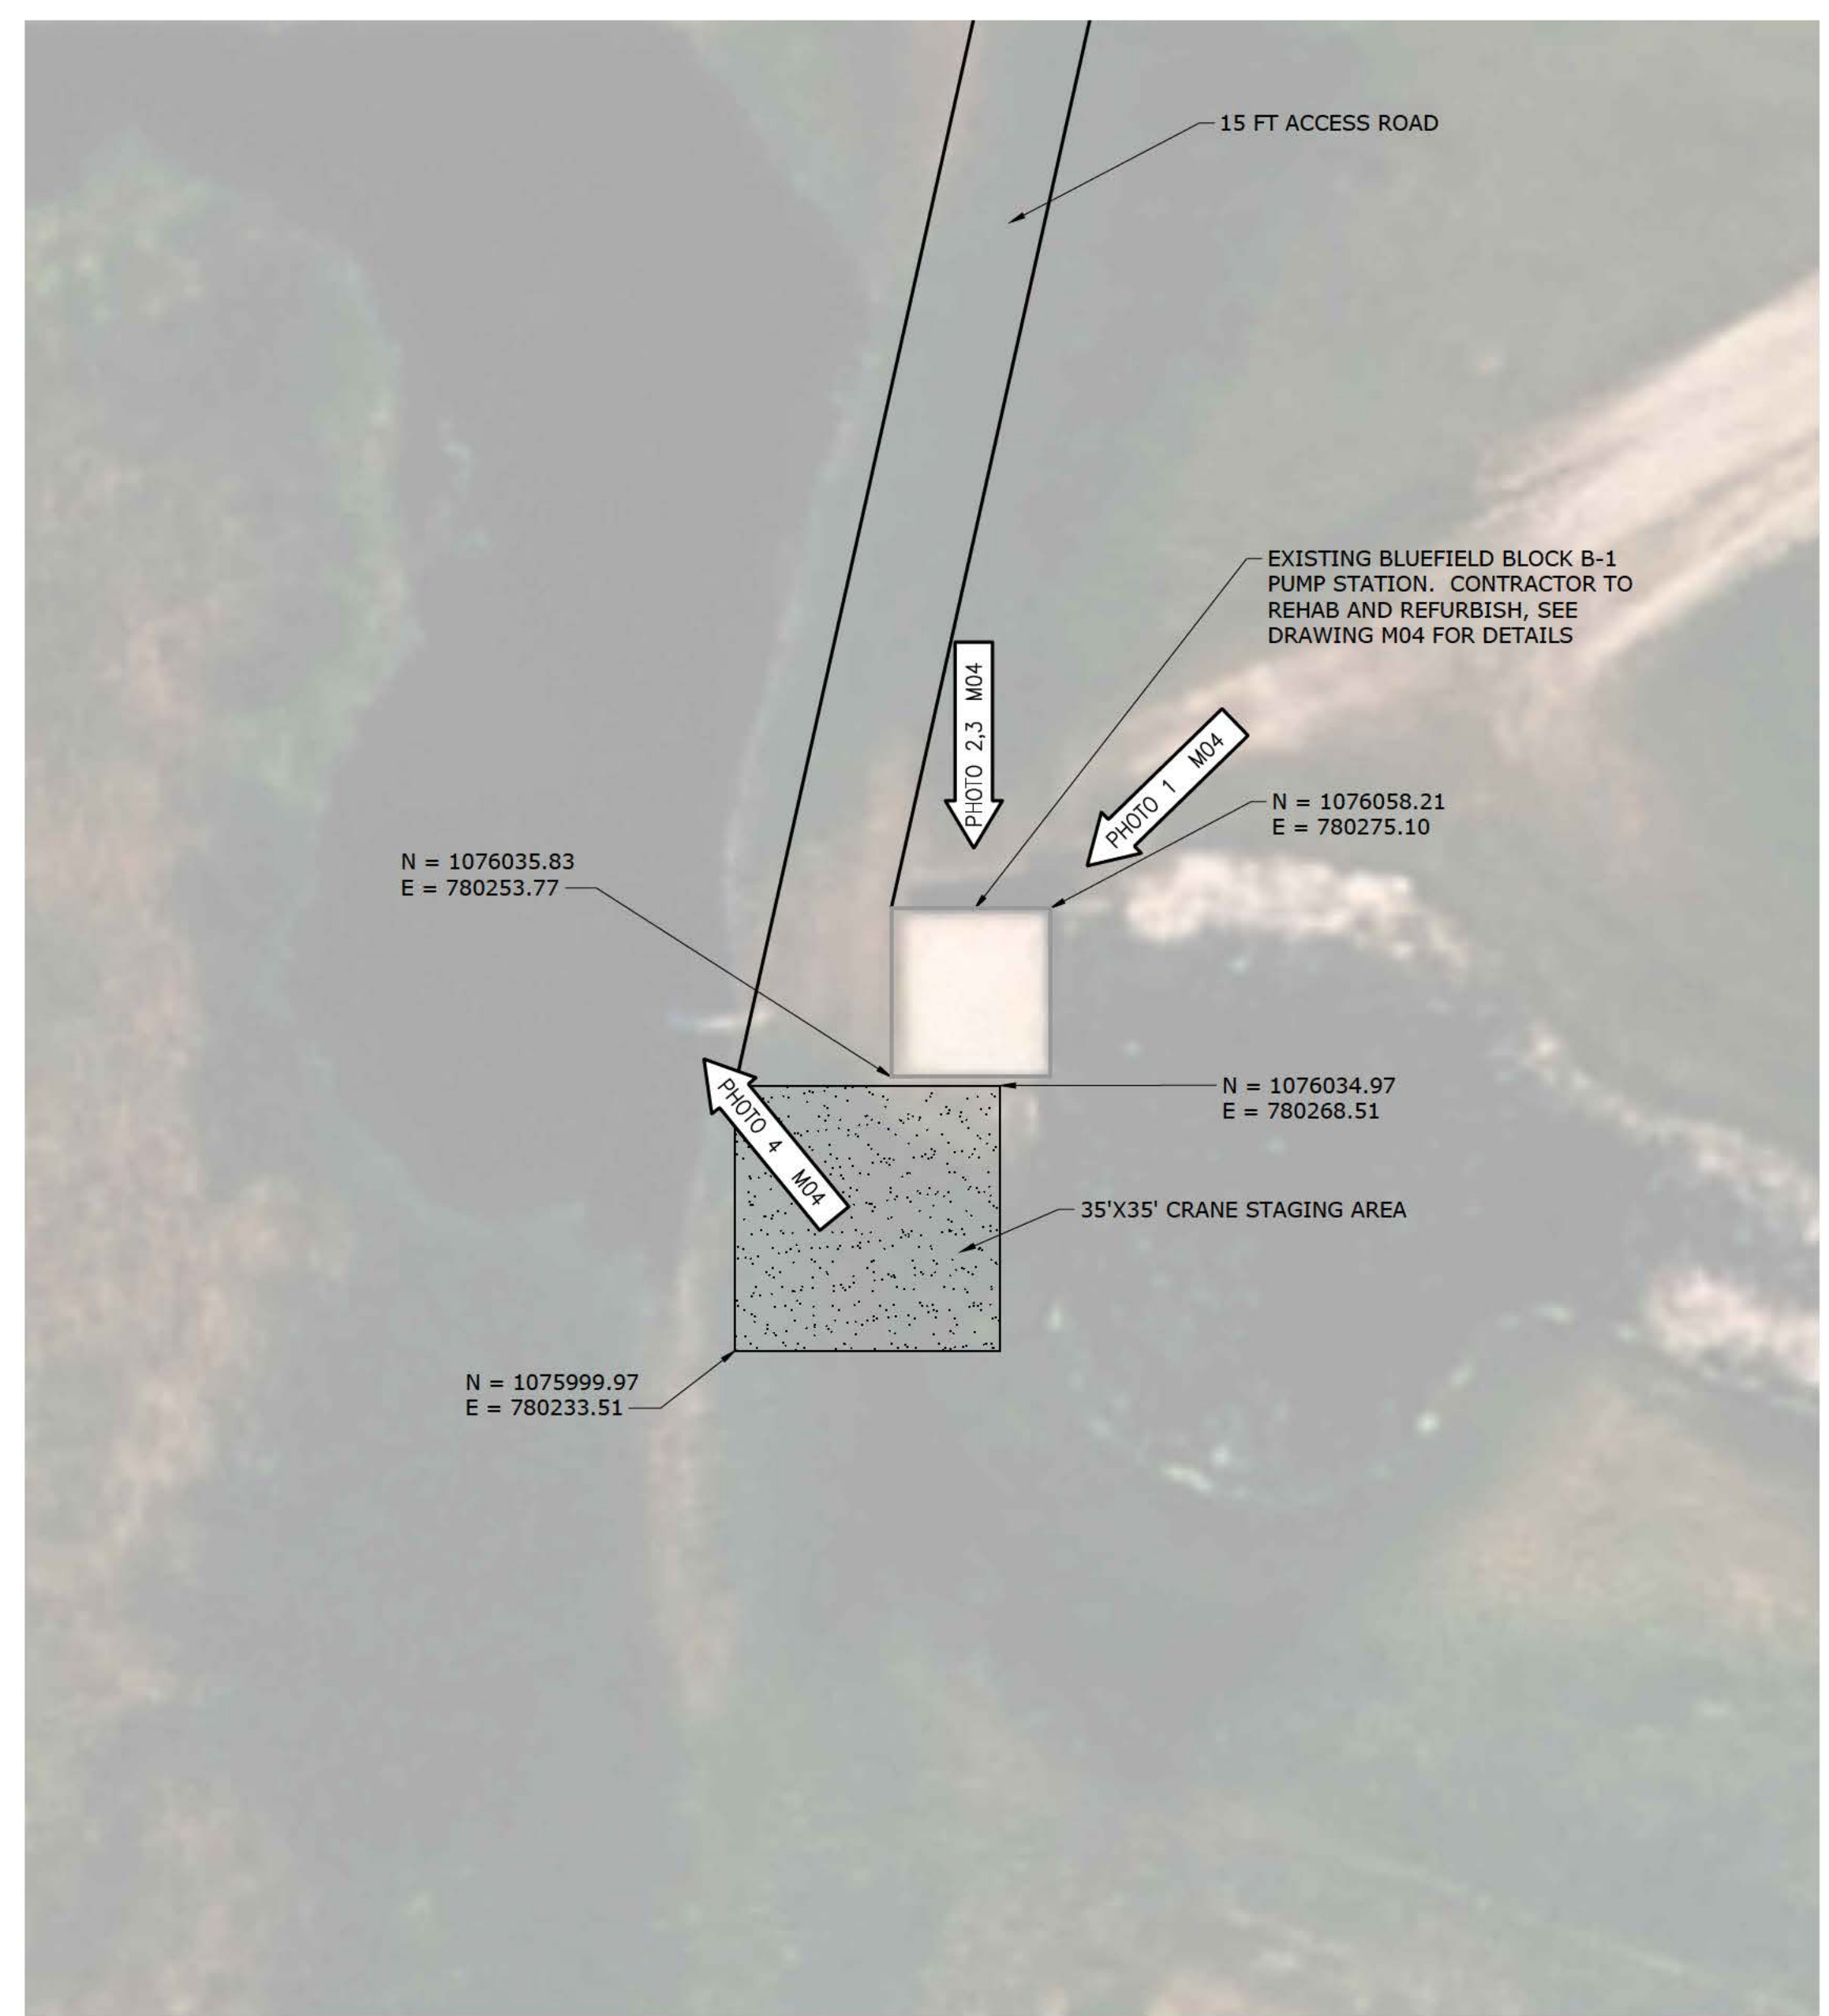 15 FT ACCESS ROAD
EXISTING BLUEFIELD BLOCK B-1
PUMP STATION.  CONTRACTOR TO
REHAB AND REFURBISH, SEE
DRAWING M04 FOR DETAILS
PHOTO 2,3  M04
PHOTO 1  M04
N = 1076058.21
E = 780275.10
N = 1076035.83
E = 780253.77
PHOTO 4  M04
N = 1076034.97
E = 780268.51
35'X35' CRANE STAGING AREA
N = 1075999.97
E = 780233.51